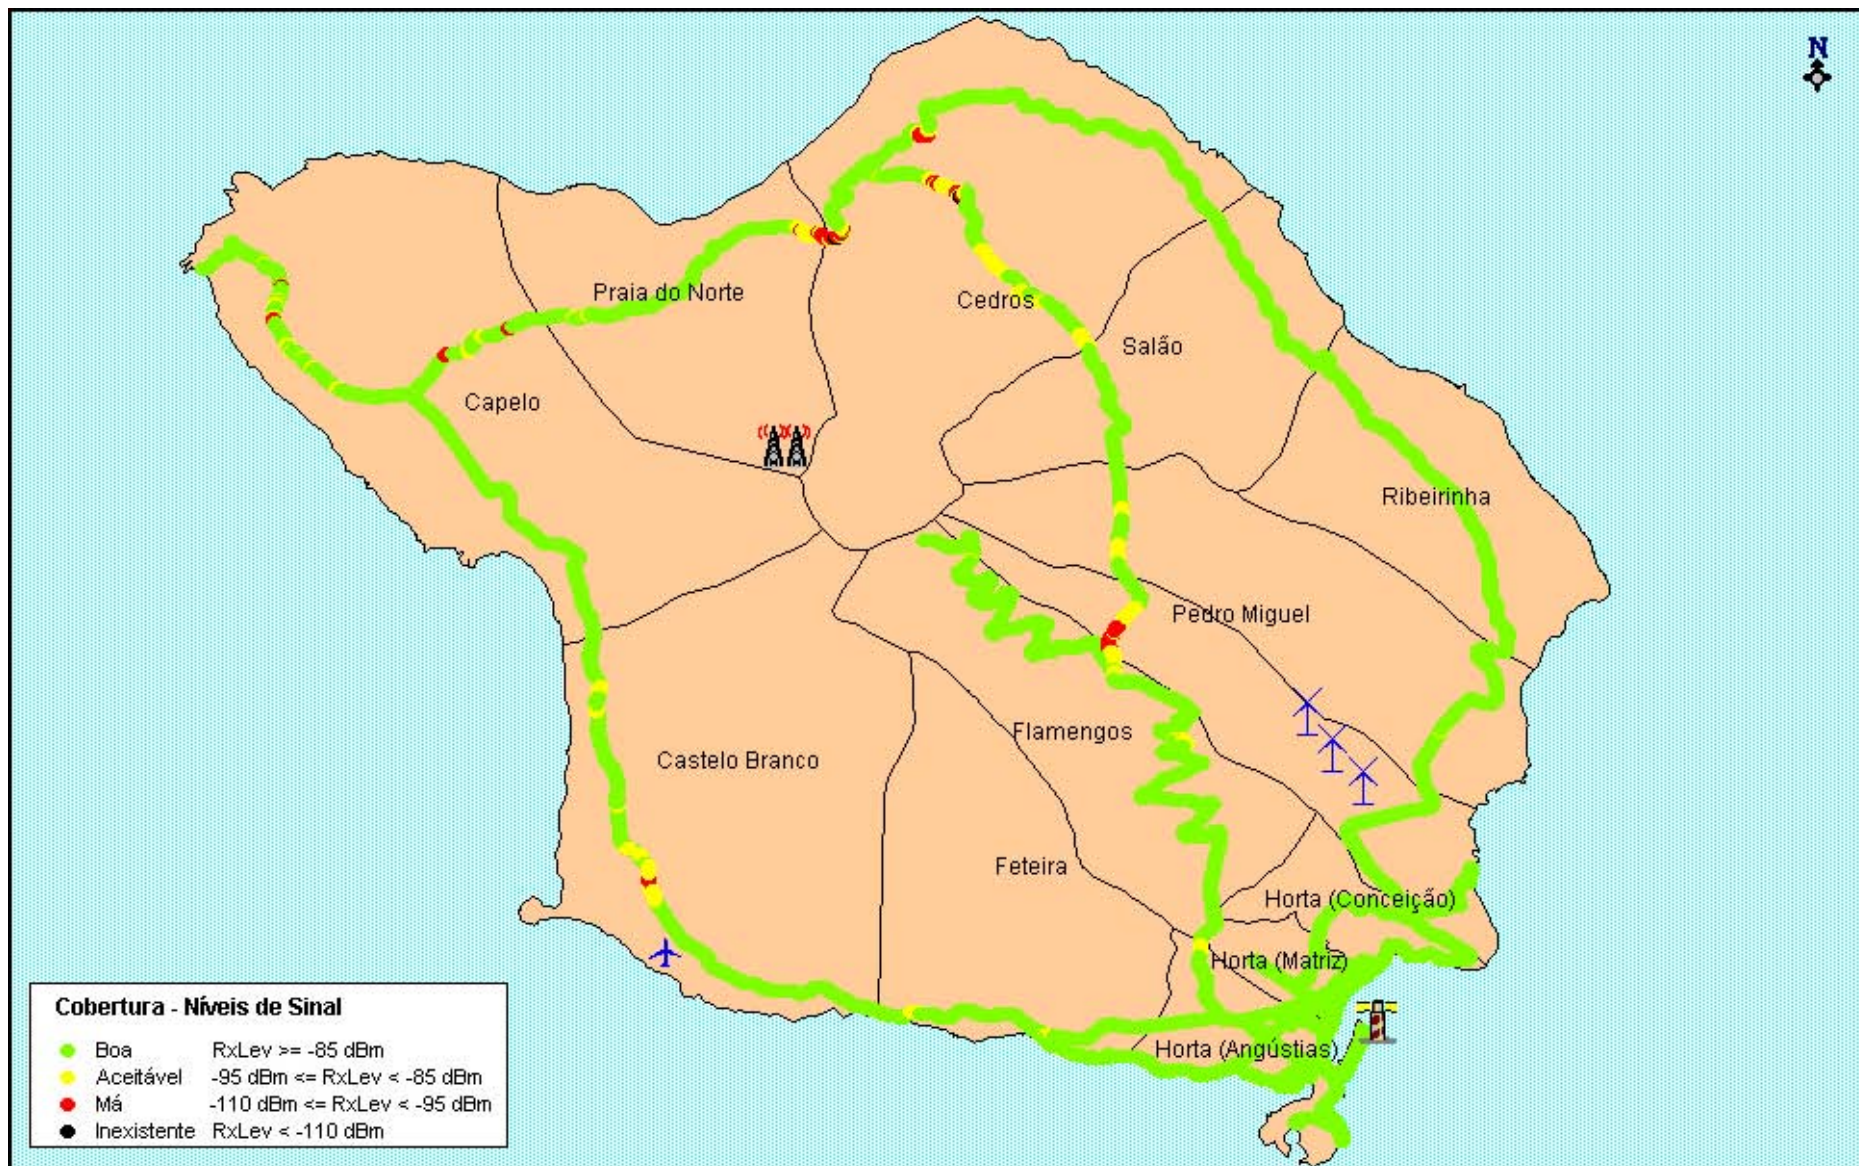 N
Praia do Norte
Cedros
Salão
Capelo
Ribeirinha
Pedro Miguel
Flamengos
Castelo Branco
Feteira
Horta (Conceição)
Horta (Matriz)
Horta (Angústias)
Cobertura - Níveis de Sinal
Boa RxLev >= -85 dBm
Aceitável -95 dBm <= RxLev < -85 dBm
Má -110 dBm <= RxLev < -95 dBm
Inexistente RxLev < -110 dBm